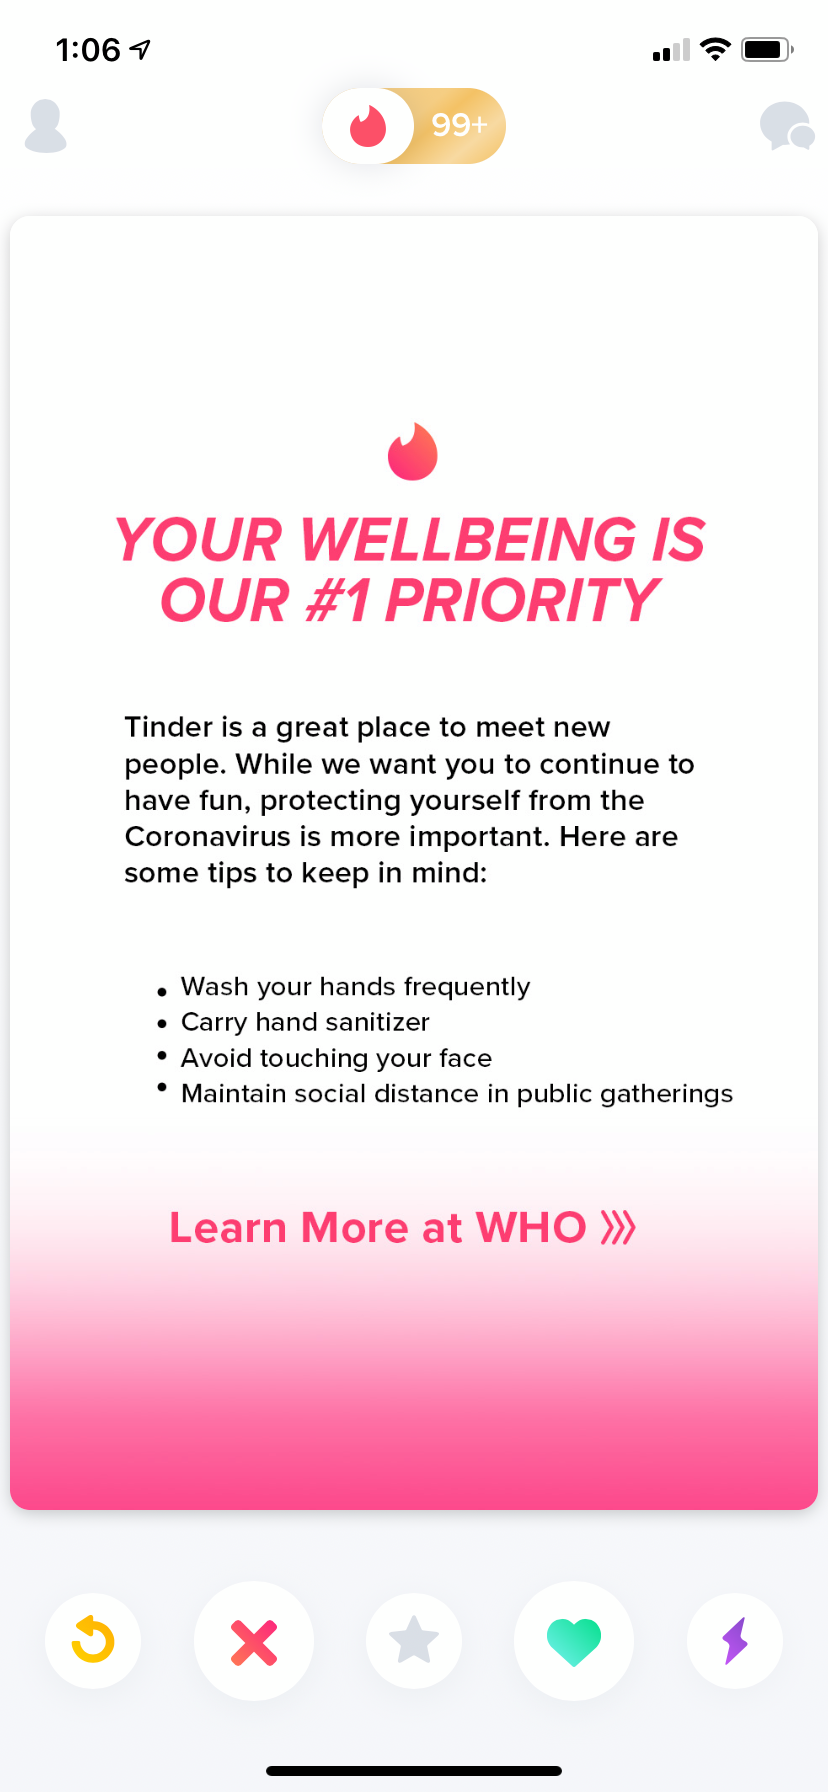 1:06
99+
YOUR WELLBEING IS
OUR #1 PRIORITY
Tinder is a great place to meet new
people. While we want you to continue to
have fun, protecting yourself from the
Coronavirus is more important. Here are
some tips to keep in mind:
• Wash your hands frequently
• Carry hand sanitizer
• Avoid touching your face
• Maintain social distance in public gatherings
Learn More at WHO